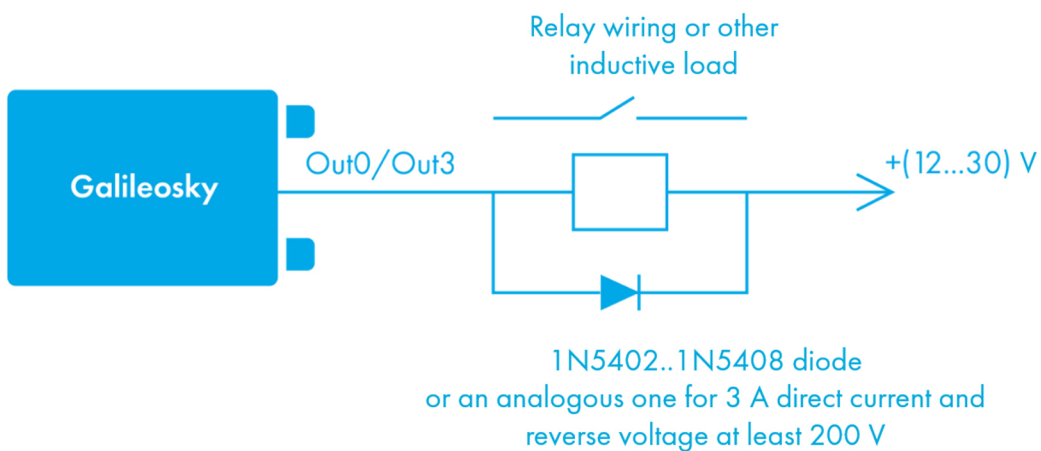 Relay wiring or other
inductive load
Out0/Out3
+(12...30) V
Galileosky
1N5402..1N5408 diode
or an analogous one for 3 A direct current and
reverse voltage at least 200 V